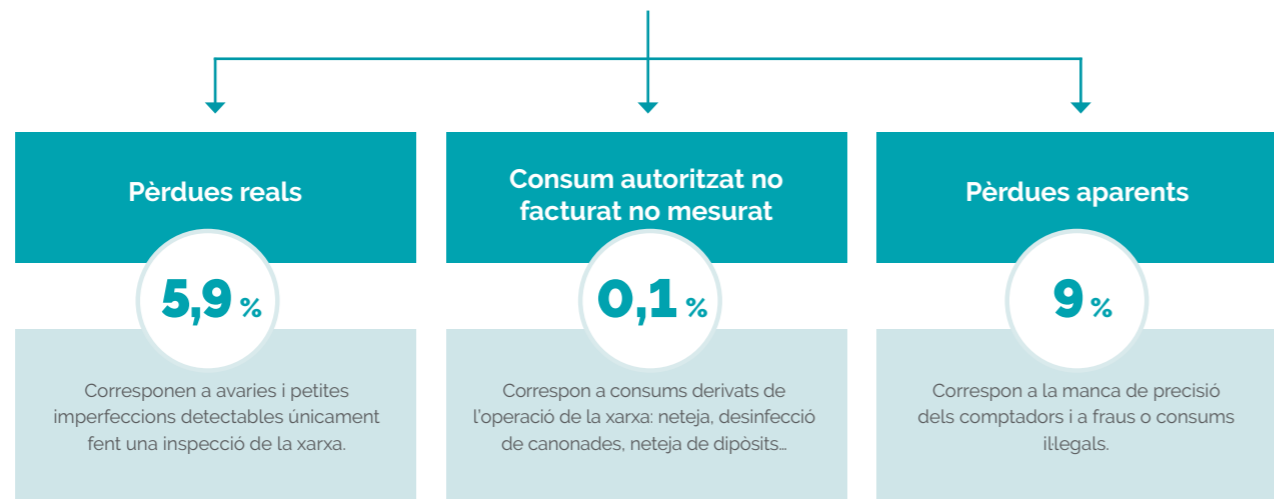 Pèrdues reals
5,9 %
Corresponen a avaries i petites
imperfeccions detectables únicament
fent una inspecció de la xarxa.
Consum autoritzat no
facturat no mesurat
0,1 %
Correspon a consums derivats de
l'operació de la xarxa: neteja, desinfecció
de canonades, neteja de dipòsits...
Pèrdues aparents
9 %
Correspon a la manca de precisió
dels comptadors i a fraus o consums
il·legals.